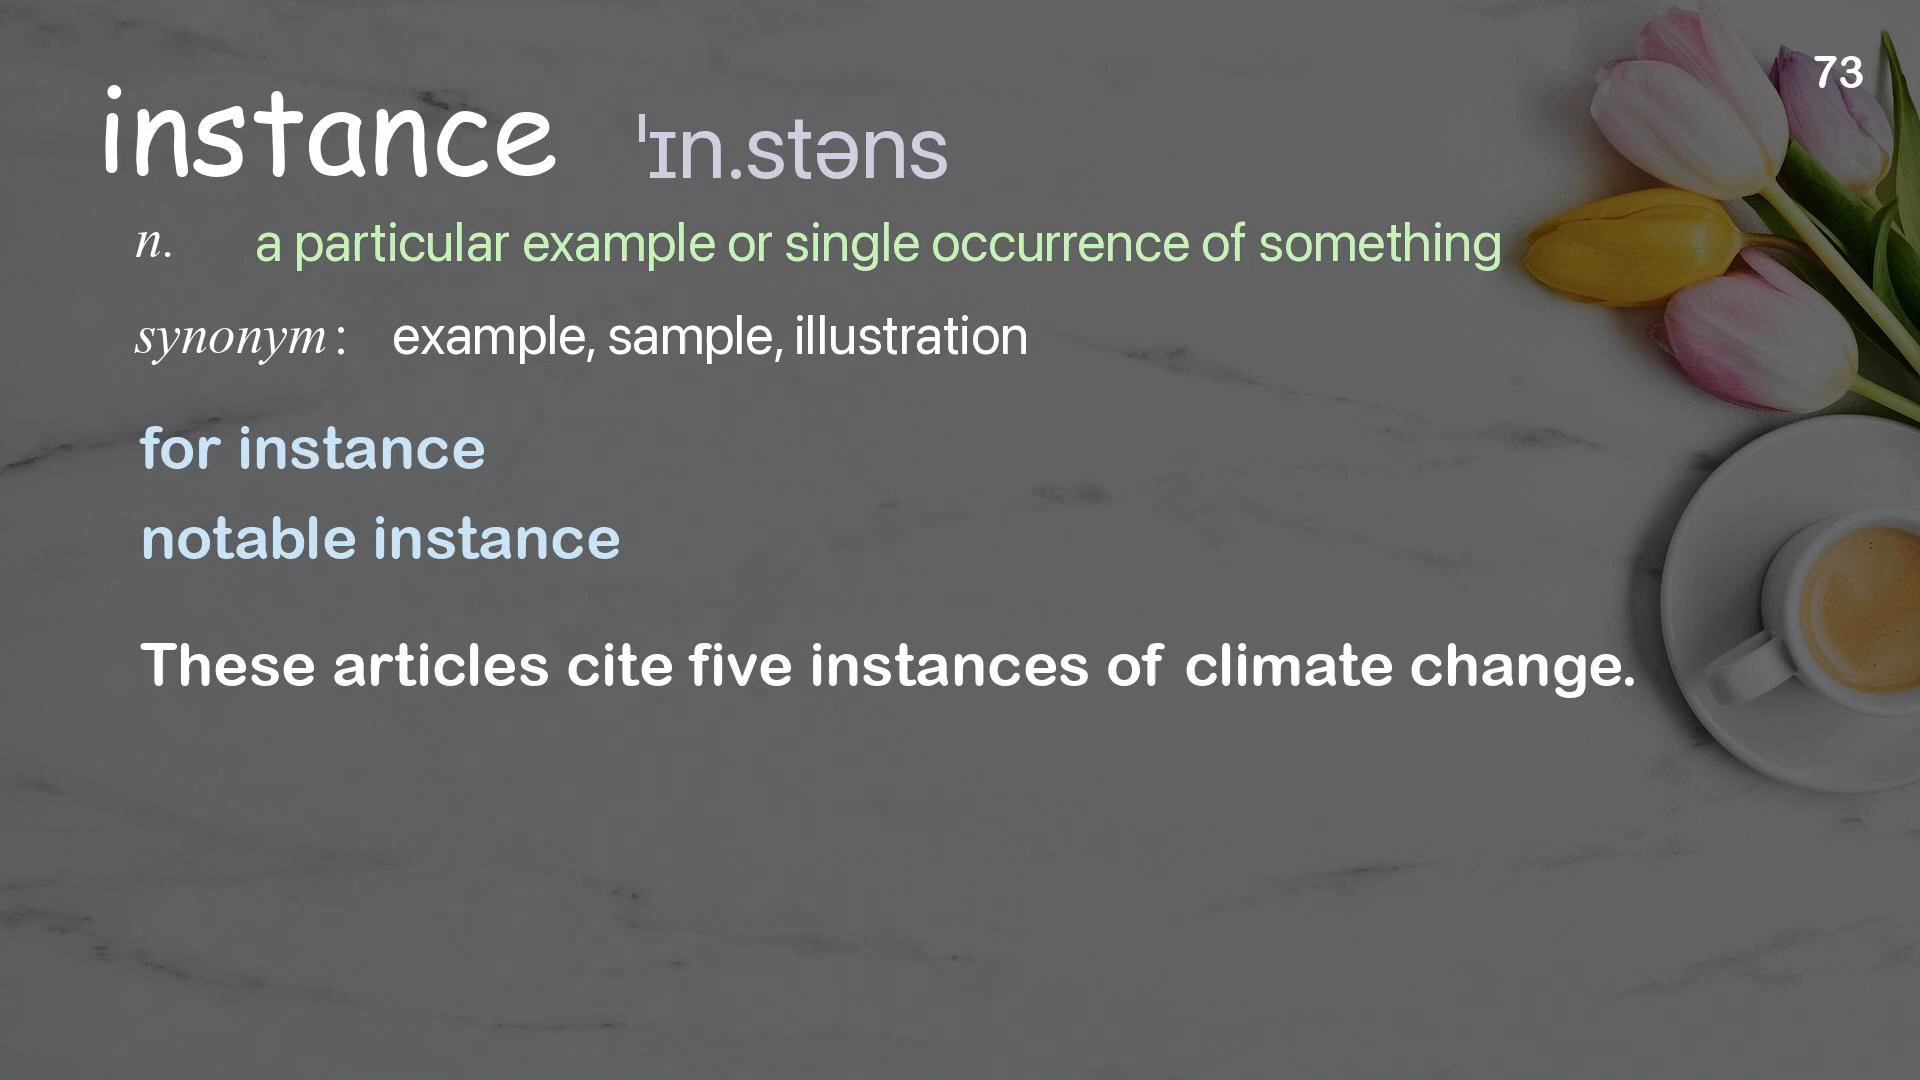 73
instance ˈɪn.stəns
n. a particular example or single occurrence of something
synonym: example, sample, illustration
for instance
notable instance
These articles cite five instances of climate change.